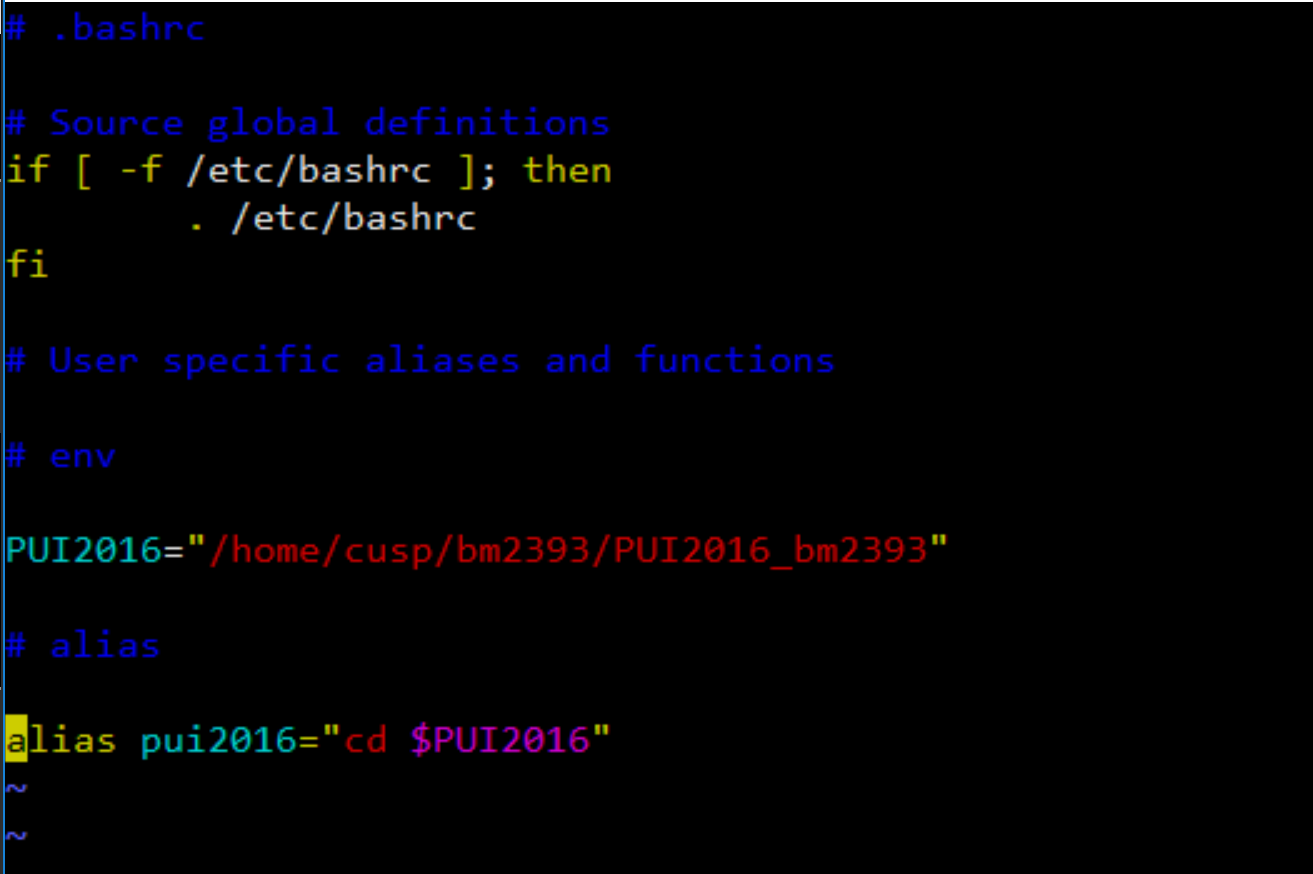 # .bashrc
# Source global definitions
if [ -f /etc/bashrc ]; then
        . /etc/bashrc
fi
# User specific aliases and functions
# env
PUI2016="/home/cusp/bm2393/PUI2016_bm2393"
# alias
alias pui2016="cd $PUI2016"
~
~